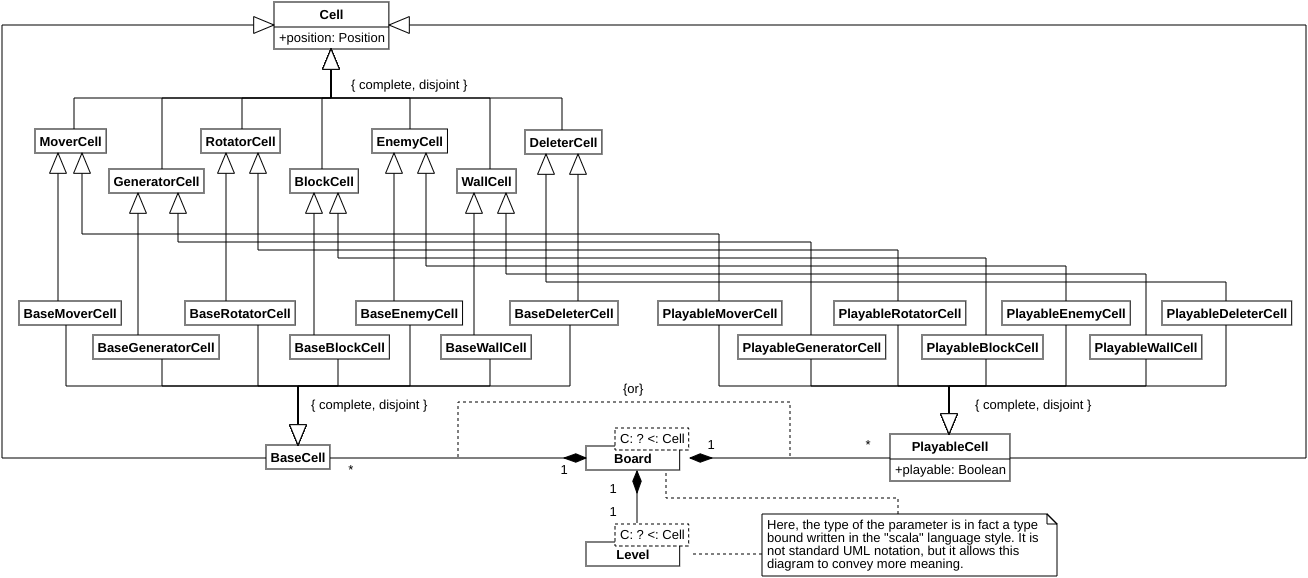 Cell
+position: Position
{ complete, disjoint }
MoverCell
RotatorCell
EnemyCell
DeleterCell
GeneratorCell
BlockCell
WallCell
BaseMoverCell
BaseRotatorCell
BaseEnemyCell
BaseDeleterCell
PlayableMoverCell
PlayableRotatorCell
PlayableEnemyCell
PlayableDeleterCell
BaseGeneratorCell
BaseBlockCell
BaseWallCell
PlayableGeneratorCell
PlayableBlockCell
PlayableWallCell
{or}
{ complete, disjoint }
{ complete, disjoint }
BaseCell
*
1
C: ? <: Cell
Board
1
*
PlayableCell
+playable: Boolean
1
1
C: ? <: Cell
Level
Here, the type of the parameter is in fact a type
bound written in the "scala" language style. It is
not standard UML notation, but it allows this
diagram to convey more meaning.